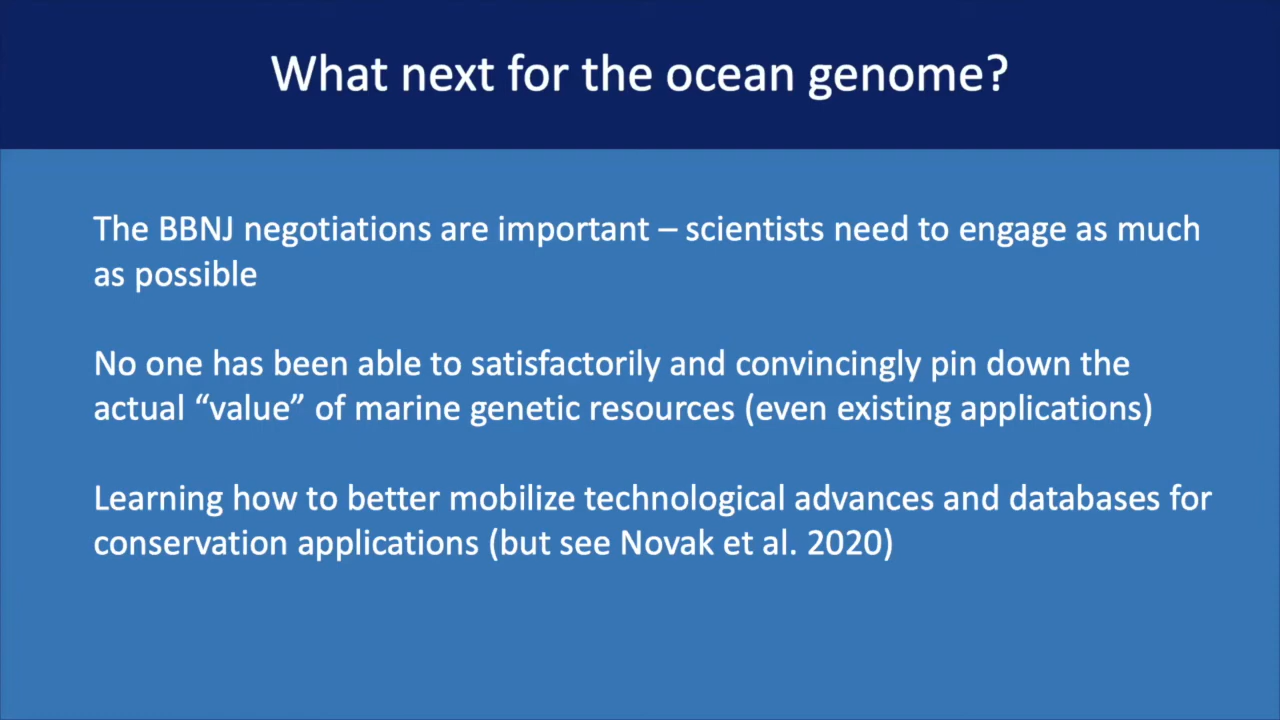 What next for the ocean genome?
The BBNJ negotiations are important – scientists need to engage as much
as possible
No one has been able to satisfactorily and convincingly pin down the
actual “value” of marine genetic resources (even existing applications)
Learning how to better mobilize technological advances and databases for
conservation applications (but see Novak et al. 2020)